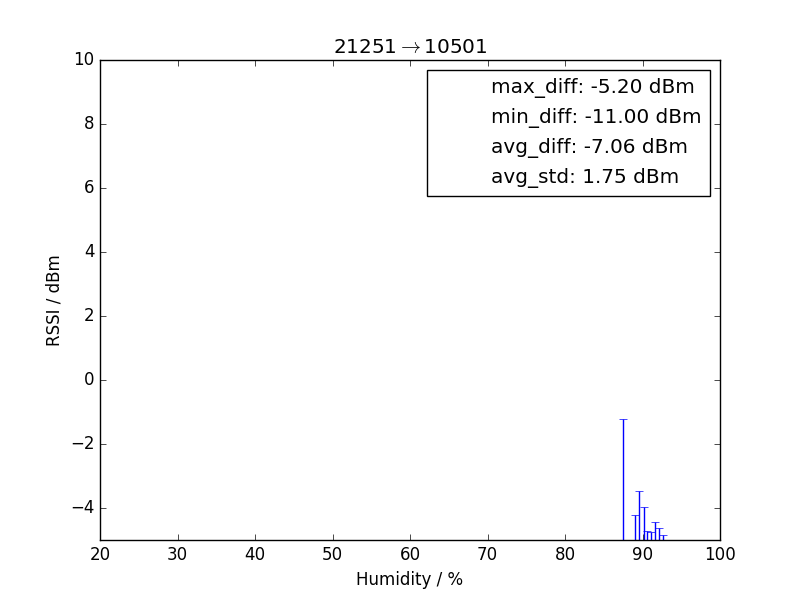 21251→10501
max_diff: -5.20 dBm
min_diff: -11.00 dBm
avg_diff: -7.06 dBm
avg_std: 1.75 dBm
10
8
6
4
2
0
−2
−4
RSSI / dBm
20 30 40 50 60 70 80 90 100
Humidity / %